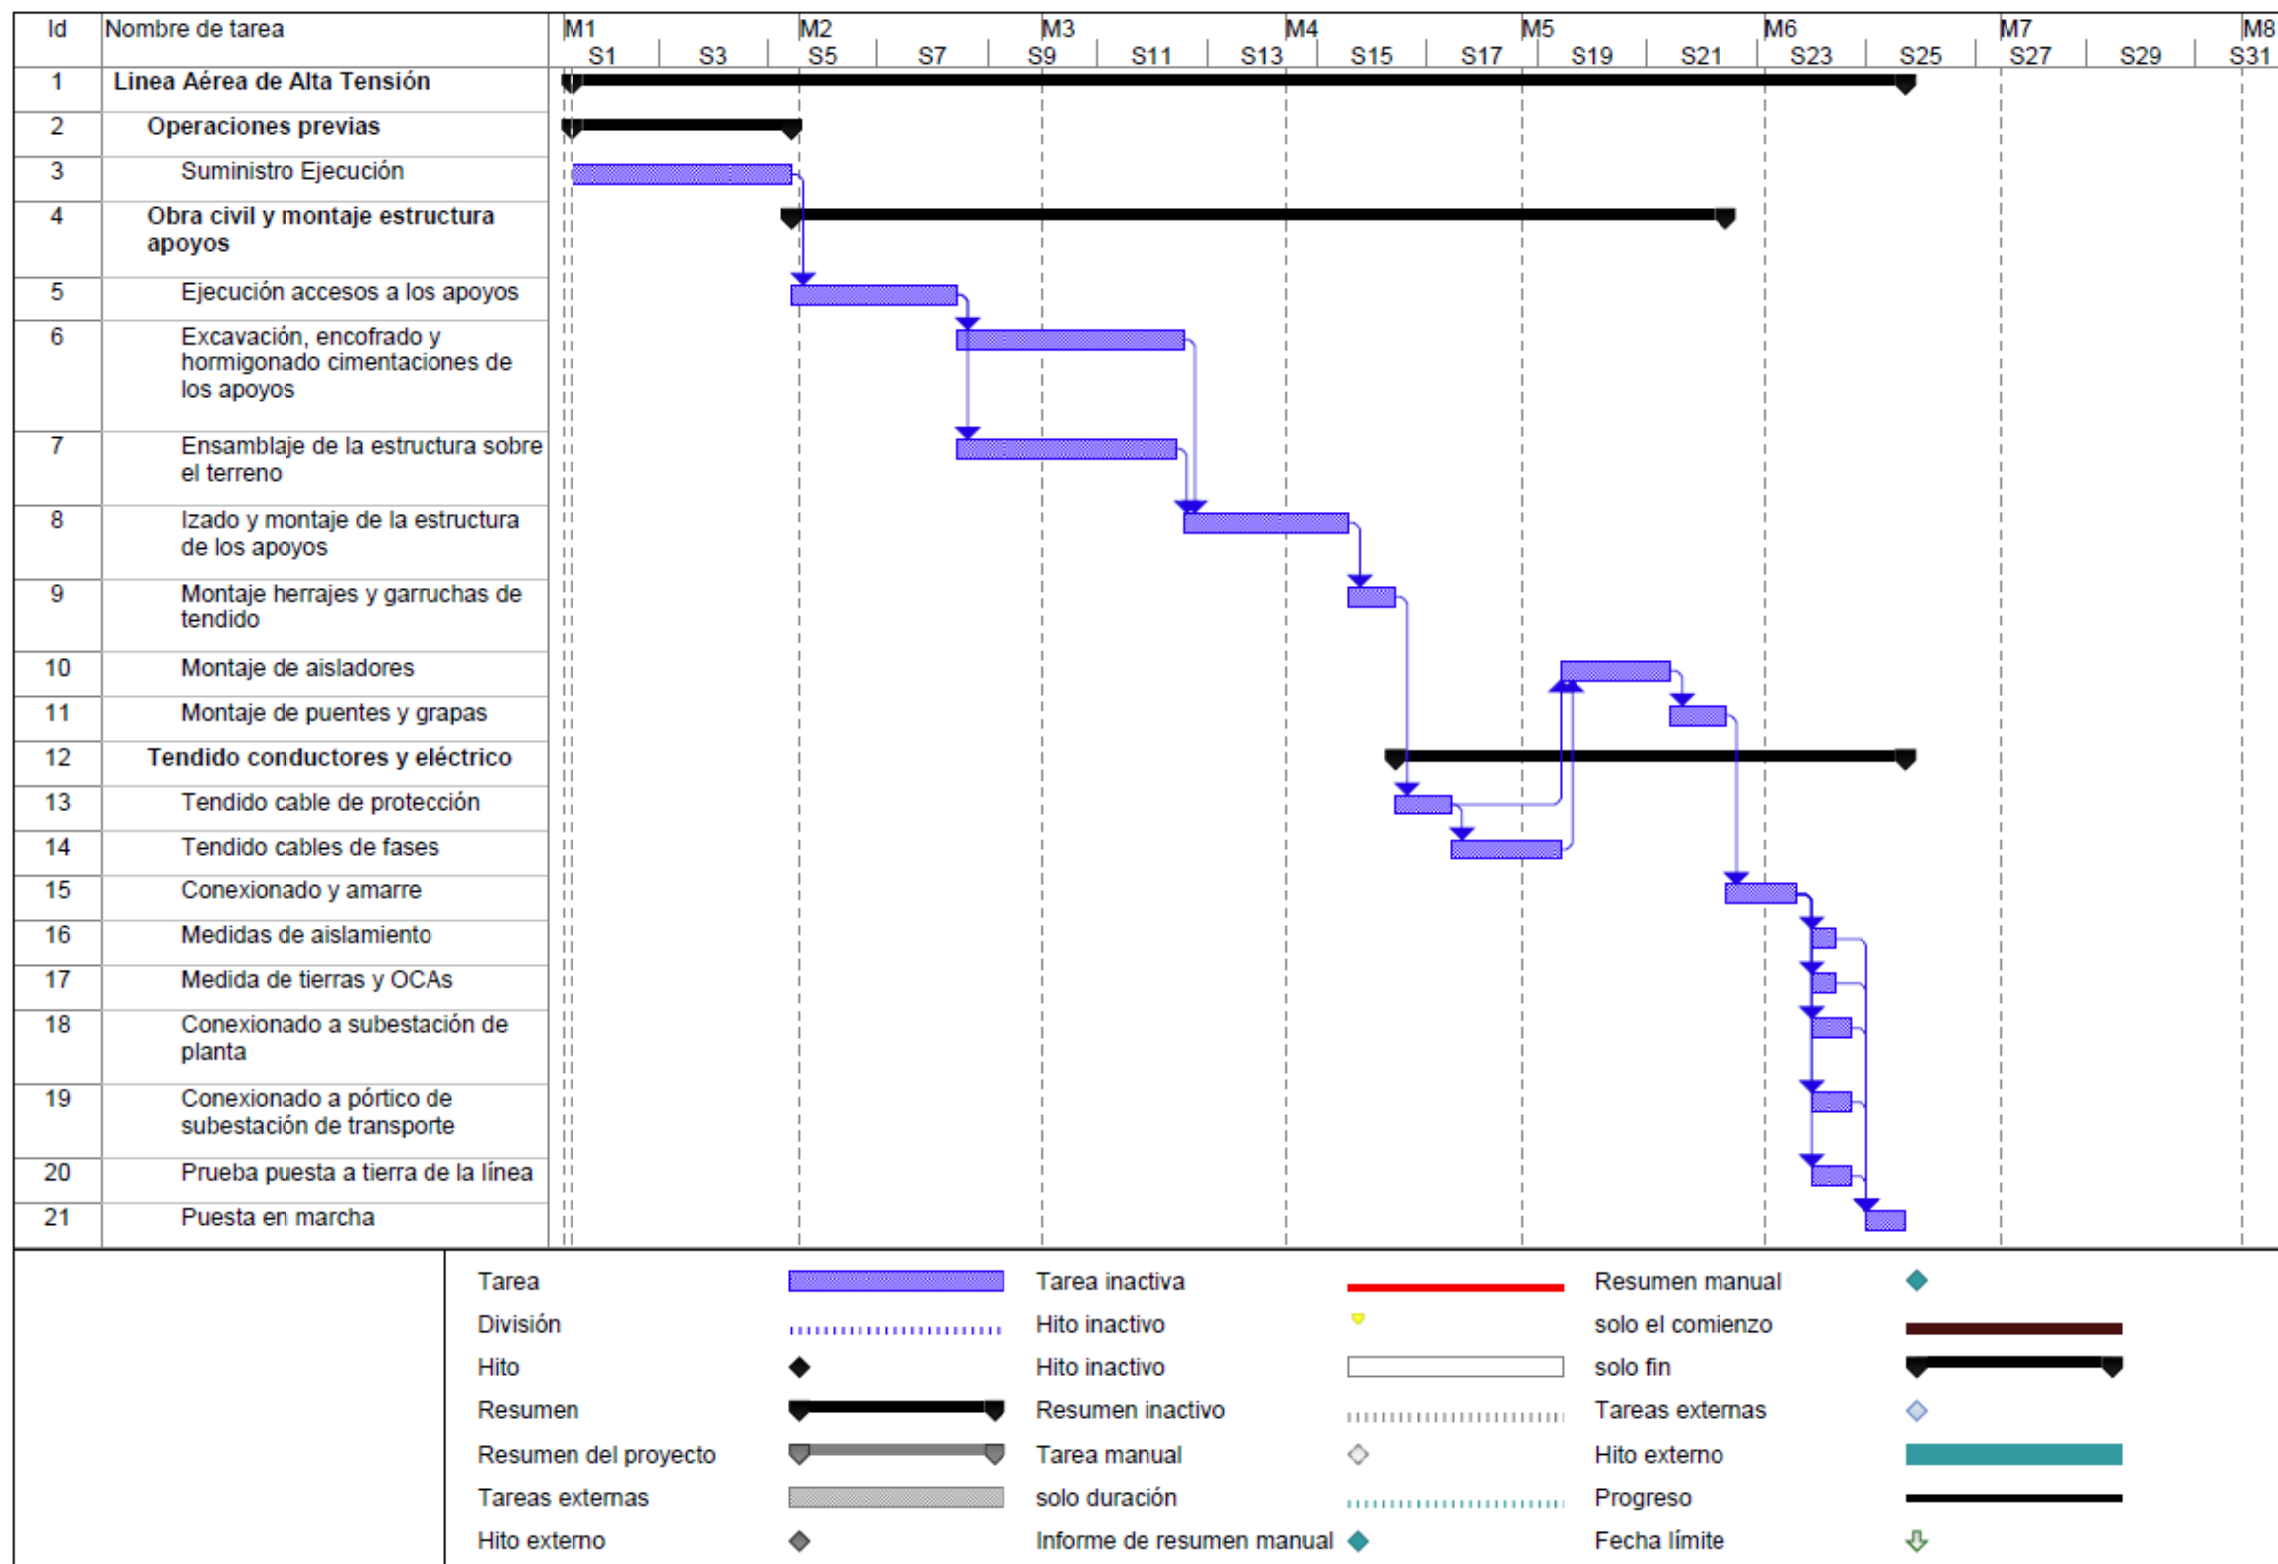 Id Nombre de tarea M1 M2 M3 M4 M5 M6 M7 M8
S1 S3 S5 S7 S9 S11 S13 S15 S17 S19 S21 S23 S25 S27 S29 S31
1 Linea Aérea de Alta Tensión
2 Operaciones previas
3 Suministro Ejecución
4 Obra civil y montaje estructura
apoyos
5 Ejecución accesos a los apoyos
6 Excavación, encofrado y
hormigonado cimentaciones de
los apoyos
7 Ensamblaje de la estructura sobre
el terreno
8 Izado y montaje de la estructura
de los apoyos
9 Montaje herrajes y garruchas de
tendido
10 Montaje de aisladores
11 Montaje de puentes y grapas
12 Tendido conductores y eléctrico
13 Tendido cable de protección
14 Tendido cables de fases
15 Conexionado y amarre
16 Medidas de aislamiento
17 Medida de tierras y OCAs
18 Conexionado a subestación de
planta
19 Conexionado a pórtico de
subestación de transporte
20 Prueba puesta a tierra de la línea
21 Puesta en marcha
Tarea Tarea inactiva Resumen manual
División Hito inactivo solo el comienzo
Hito Hito inactivo solo fin
Resumen Resumen inactivo Tareas externas
Resumen del proyecto Tarea manual Hito externo
Tareas externas solo duración Progreso
Hito externo Informe de resumen manual Fecha límite